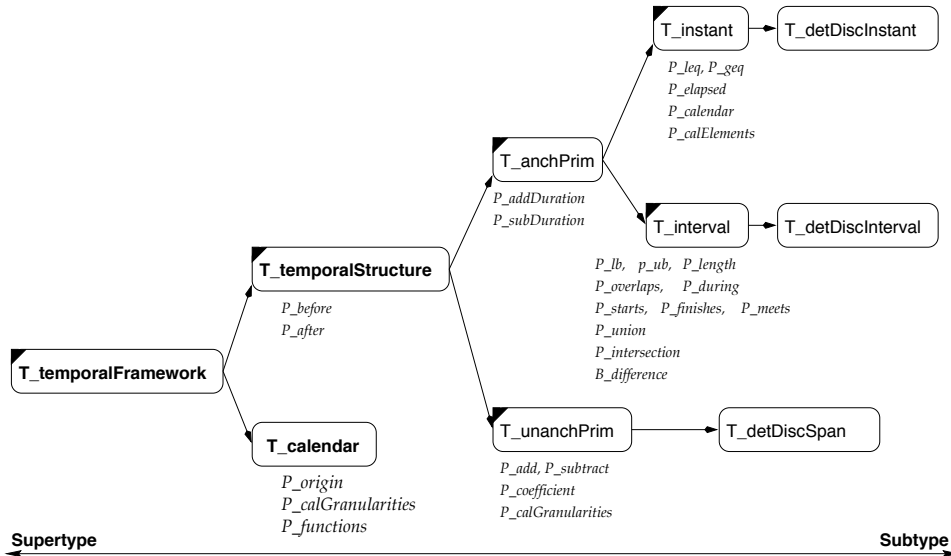 T_instant
T_detDiscInstant
P_leq, P_geq
P_elapsed
P_calendar
P_calElements
T_anchPrim
P_addDuration
P_subDuration
T_interval
T_detDiscInterval
P_lb, p_ub, P_length
P_overlaps, P_during
P_starts, P_finishes, P_meets
P_union
P_intersection
B_difference
T_temporalStructure
P_before
P_after
T_temporalFramework
T_calendar
P_origin
P_calGranularities
P_functions
T_unanchPrim
T_detDiscSpan
P_add, P_subtract
P_coefficient
P_calGranularities
Supertype
Subtype